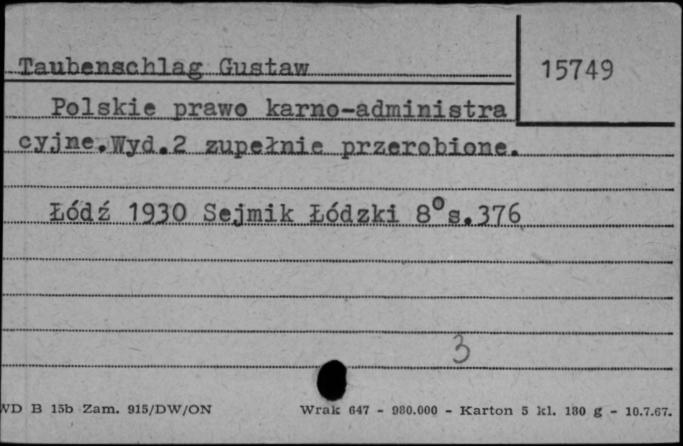 Taubenschlag Gustaw
15749
Polskie prawo karno-administra
cyjne.Wyd.2 zupełnie przerobione.
Łódź 1930 Sejmik Łódzki 8° s.376
3
WD B 15b Zam. 915/DW/ON Wrak 647 - 980.000 - Karton 5 kl. 180 g - 10.7.67.